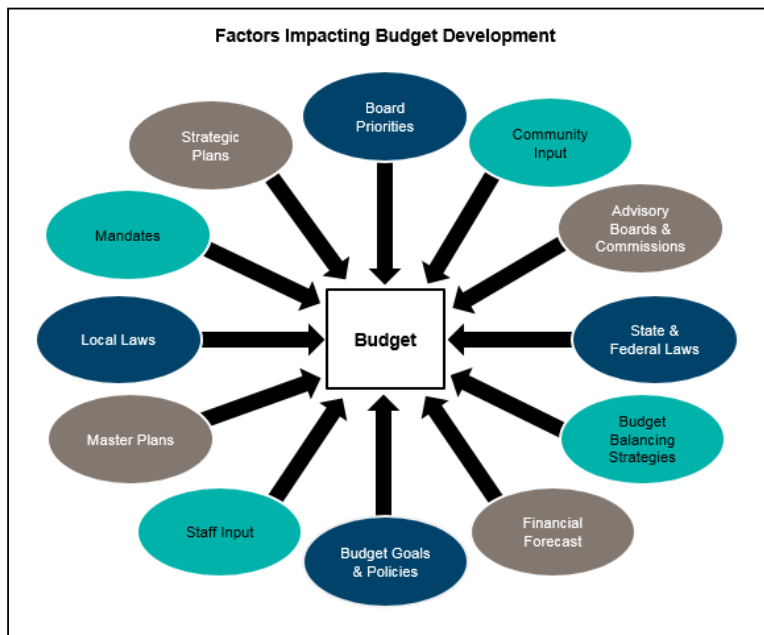 Factors Impacting Budget Development
Board
Priorities
Strategic
Plans
Community
Input
Advisory
Boards &
Commissions
Mandates
Local Laws
Budget
State &
Federal Laws
Master Plans
Budget
Balancing
Strategies
Staff Input
Financial
Forecast
Budget Goals
& Policies